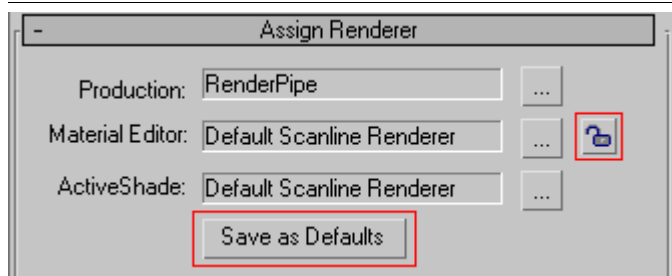 - Assign Renderer
Production: RenderPipe ...
Material Editor: Default Scanline Renderer ...
ActiveShade: Default Scanline Renderer ...
Save as Defaults